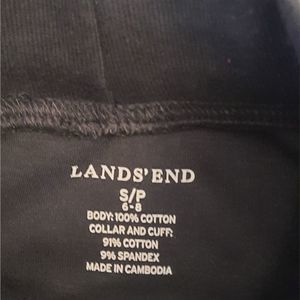 LANDS' END
S/P
6-8
BODY: 100% COTTON
COLLAR AND CUFF:
91% COTTON
9% SPANDEX
MADE IN CAMBODIA